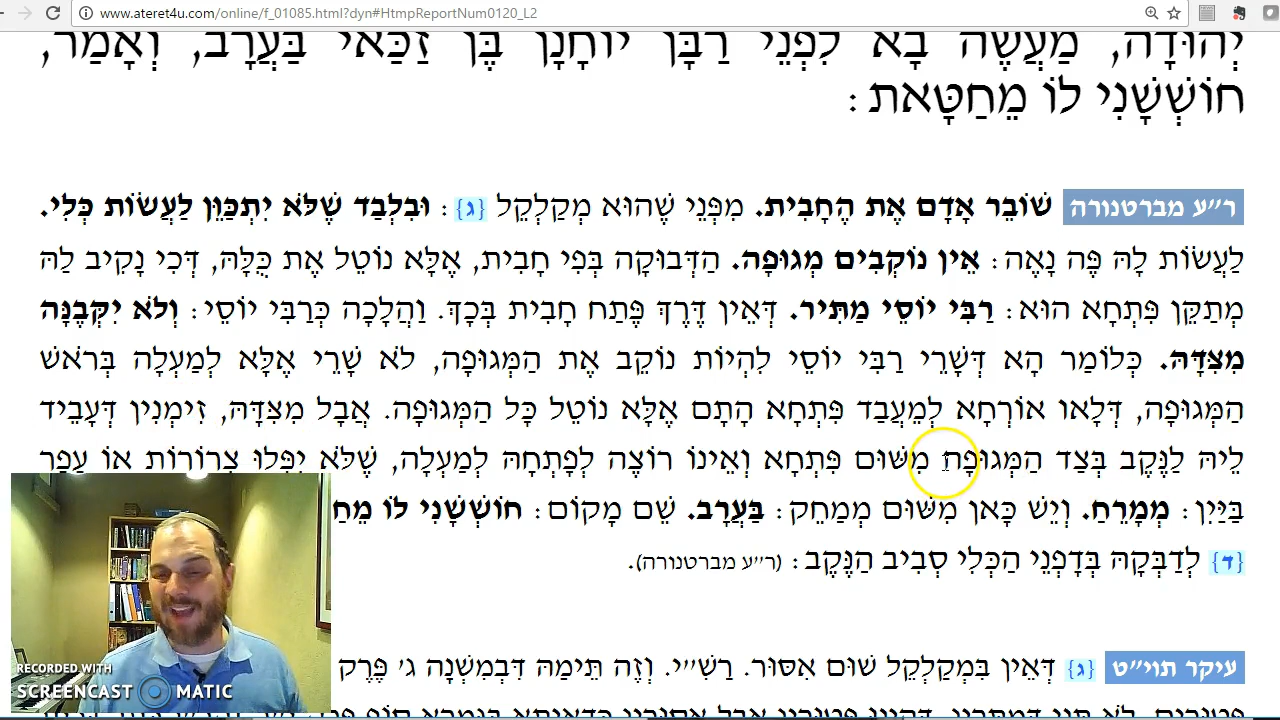 www.ateret4u.com/online/f_01085.html?dyn#HtmpReportNum0120_L2
יְהוּדָה, מַעֲשֶׂה בָא לִפְנֵי רַבָּן יוֹחָנָן בֶּן זַכַּאי בַּעֲרָב, וְאָמַר,
חוֹשְׁשָׁנִי לוֹ מֵחַטָּאת:
ר״ע מברטנורה שׁוֹבֵר אָדָם אֶת הֶחָבִית. מִפְּנֵי שֶׁהוּא מְקַלְקֵל {ג}: וּבִלְבַד שֶׁלֹּא יִתְכַּוֵּן לַעֲשׂוֹת כְּלִי.
לַעֲשׂוֹת לָהּ פֶּה נָאֶה: אֵין נוֹקְבִים מְגוּפָה. הַדְּבוּקָה בְּפִי חָבִית, אֶלָּא נוֹטֵל אֶת כֻּלָּהּ, דְּכִי נָקִיב לַהּ
מְתַקֵּן פִּתְחָא הוּא: רַבִּי יוֹסֵי מַתִּיר. דְּאֵין דֶּרֶךְ פֶּתַח חָבִית בְּכָךְ. וַהֲלָכָה כְּרַבִּי יוֹסֵי: וְלֹא יִקְּבֶנָּה
מִצִּדָּהּ. כְּלוֹמַר הָא דְּשָׁרֵי רַבִּי יוֹסֵי לִהְיוֹת נוֹקֵב אֶת הַמְּגוּפָה, לֹא שָׁרֵי אֶלָּא לְמַעְלָה בְּרֹאשׁ
הַמְּגוּפָה, דְּלָאו אוֹרְחָא לְמֵעֲבַד פִּתְחָא הָתָם אֶלָּא נוֹטֵל כָּל הַמְּגוּפָה. אֲבָל מִצִּדָּהּ, זִימְנִין דְּעָבֵיד
לֵיהּ לַנֶּקֶב בְּצַד הַמְּגוּפָה מִשּׁוּם פִּתְחָא וְאֵינוֹ רוֹצֶה לְפָתְחָהּ לְמַעְלָה, שֶׁלֹּא יִפְּלוּ צְרוֹרוֹת אוֹ עָפָר
בַּיַּיִן: מְמָרֵחַ. וְיֵשׁ כָּאן מִשּׁוּם מְמַחֵק: בַּעֲרָב. שֵׁם מָקוֹם: חוֹשְׁשָׁנִי לוֹ
{ד} לְדַבְּקָהּ בְּדָפְנֵי הַכְּלִי סְבִיב הַנֶּקֶב: (ר״ע מברטנורה).
עיקר תוי״ט {ג} דְּאֵין בִּמְקַלְקֵל שׁוּם אִסּוּר. רַשִׁ״י. וְזֶה תֵּימַהּ דִּבְמִשְׁנָה ג׳ פֶּרֶק
RECORDED WITH
SCREENCAST MATIC